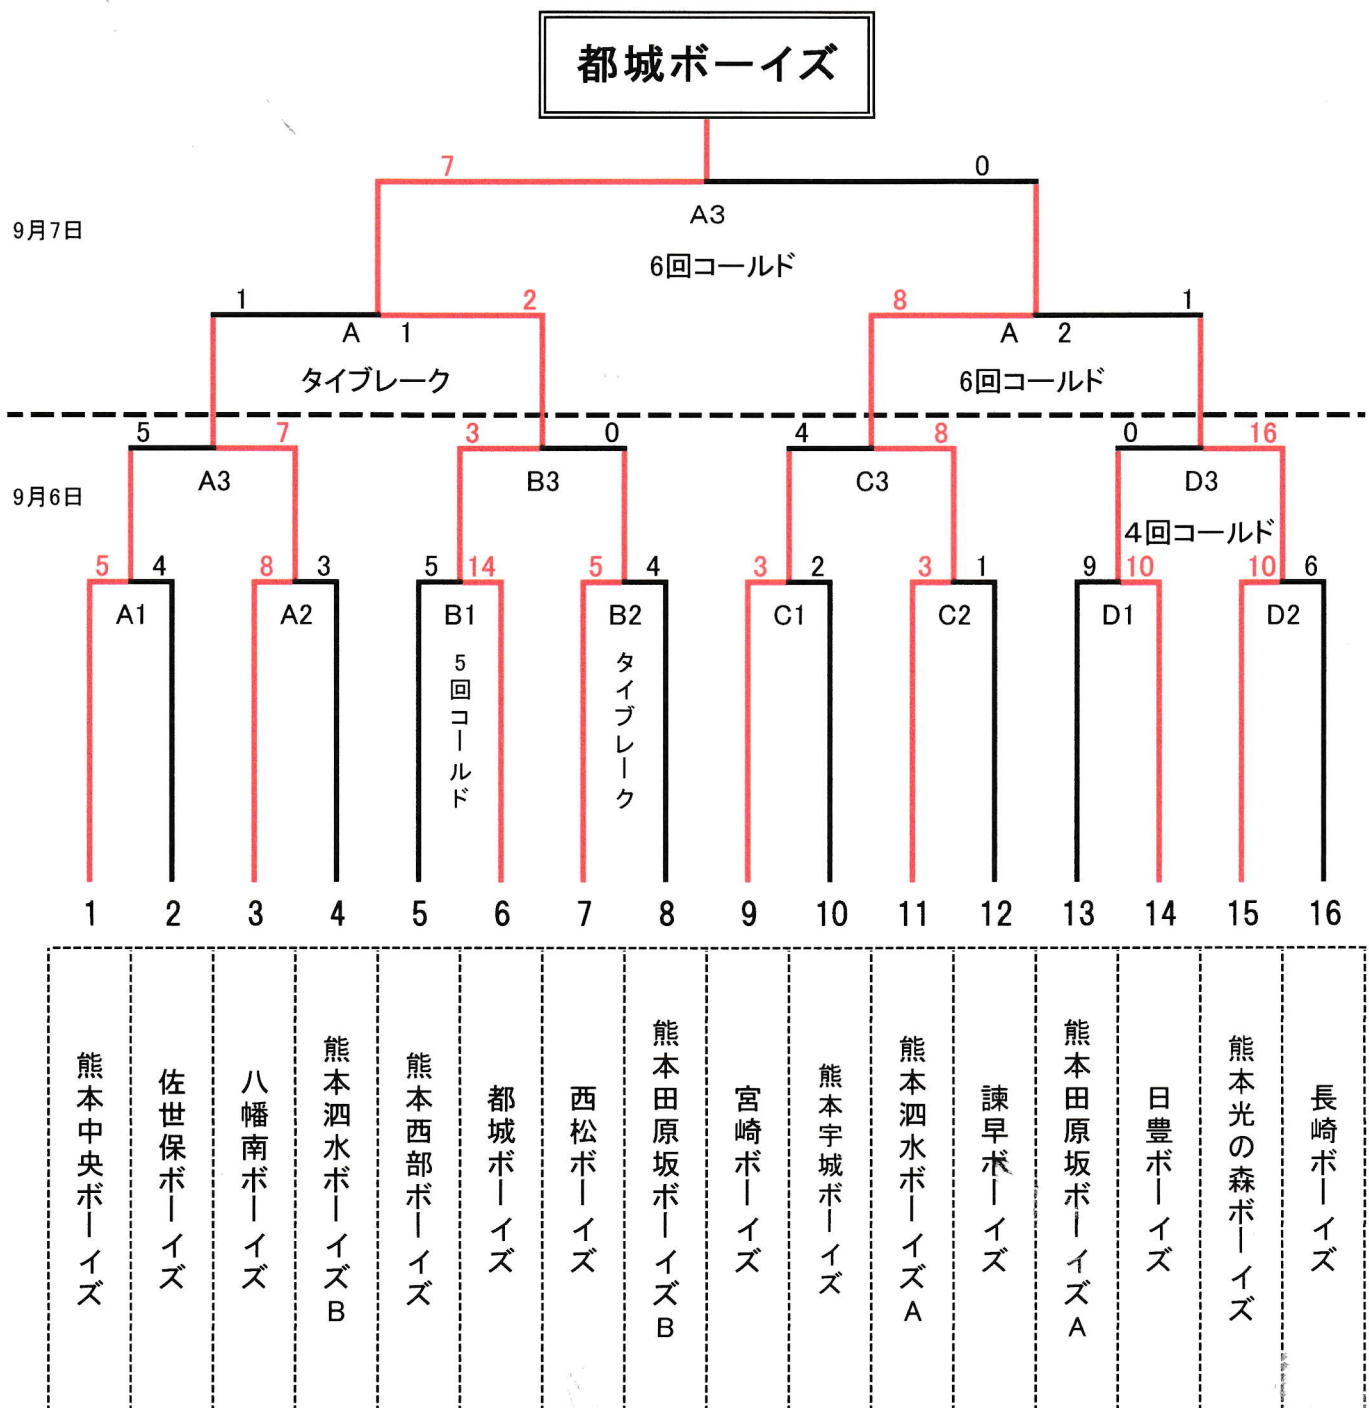 都城ボーイズ
7
0
A3
9月7日
6回コールド
1
2
8
1
A 1
A 2
タイブレーク
6回コールド
5
7
3
0
4
8
0
16
A3
B3
C3
D3
9月6日
4回コールド
5 4
8 3
5 14
5 4
3 2
3 1
9 10
10 6
A1
A2
B1
B2
C1
C2
D1
D2
5回コールド
タイブレーク
1 2 3 4 5 6 7 8 9 10 11 12 13 14 15 16
熊本中央ボーイズ
佐世保ボーイズ
八幡南ボーイズ
熊本泗水ボーイズB
熊本西部ボーイズ
都城ボーイズ
西松ボーイズ
熊本田原坂ボーイズB
宮崎ボーイズ
熊本宇城ボーイズ
熊本泗水ボーイズA
諫早ボーイズ
熊本田原坂ボーイズA
日豊ボーイズ
熊本光の森ボーイズ
長崎ボーイズ